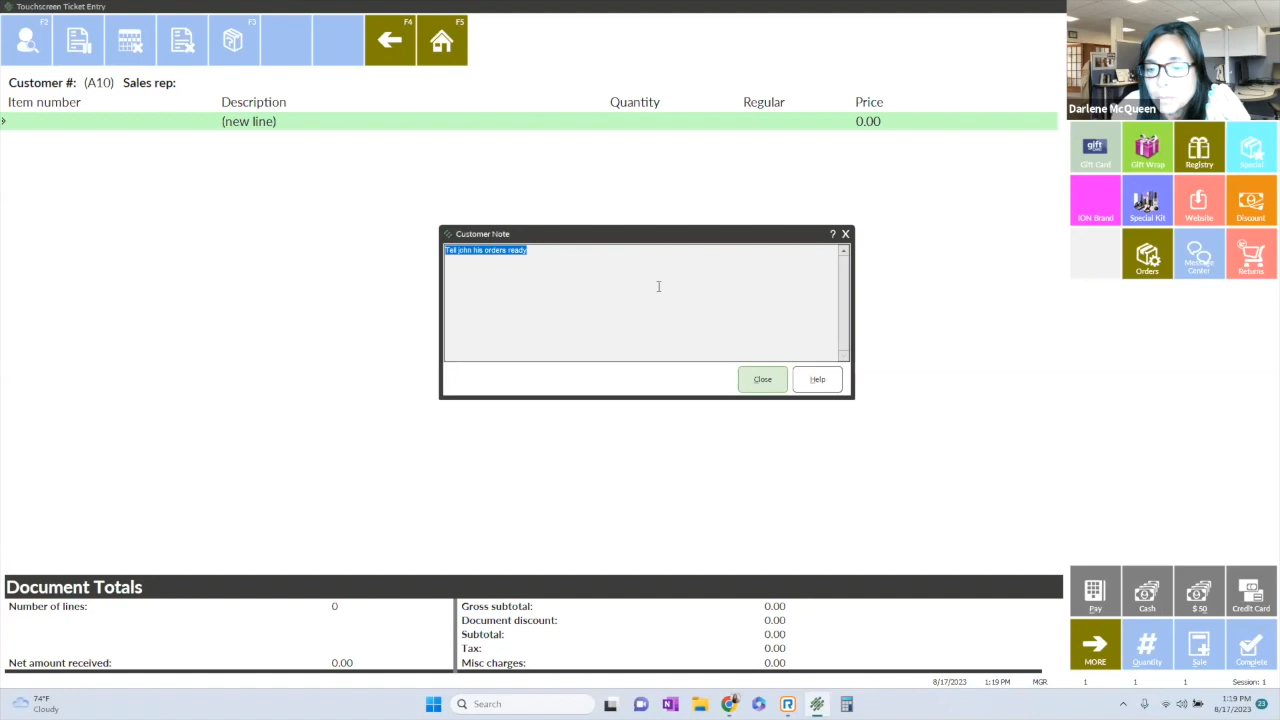 Touchscreen Ticket Entry
F2
F3
F4
F5
Customer #: (A10) Sales rep:
Item number Description Quantity Regular Price
(new line) 0.00
Darlene McQueen
gift
Gift Card Gift Wrap Registry Special
ION Brand Special Kit Website Discount
Orders Message Center Returns
Customer Note ? X
Tell john his orders ready
Close Help
Document Totals
Number of lines: 0
Net amount received: 0.00
Gross subtotal: 0.00
Document discount: 0.00
Subtotal: 0.00
Tax: 0.00
Misc charges: 0.00
Pay Cash $ 50 Credit Card
MORE Quantity Sale Complete
8/17/2023 1:19 PM MGR 1 1 1 Session: 1
74°F
Cloudy
Search
1:19 PM
8/17/2023
23